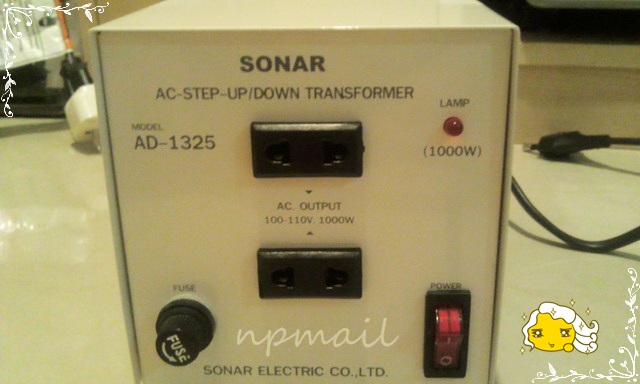 SONAR
AC-STEP-UP/DOWN TRANSFORMER
LAMP
MODEL
AD-1325
(1000W)
AC. OUTPUT
100-110V. 1000W
FUSE
POWER
FUSE
npmail
SONAR ELECTRIC CO.,LTD.